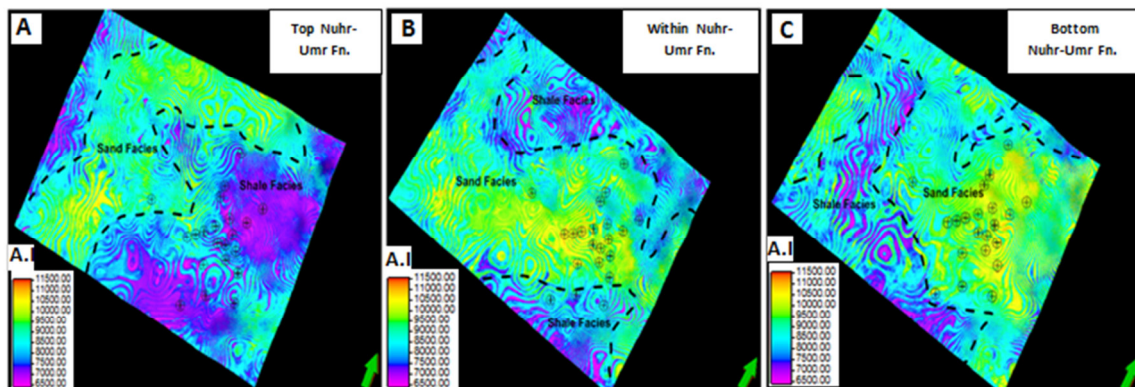 A
Top Nuhr-
Umr Fn.
Sand Facies
Shale Facies
A.I
11500.00
11000.00
10500.00
10000.00
9500.00
9000.00
8500.00
8000.00
7500.00
7000.00
6500.00
B
Within Nuhr-
Umr Fn.
Shale Facies
Sand Facies
Shale Facies
A.I
11500.00
11000.00
10500.00
10000.00
9500.00
9000.00
8500.00
8000.00
7500.00
7000.00
6500.00
C
Bottom
Nuhr-Umr Fn.
Sand Facies
Shale Facies
A.I
11500.00
11000.00
10500.00
10000.00
9500.00
9000.00
8500.00
8000.00
7500.00
7000.00
6500.00